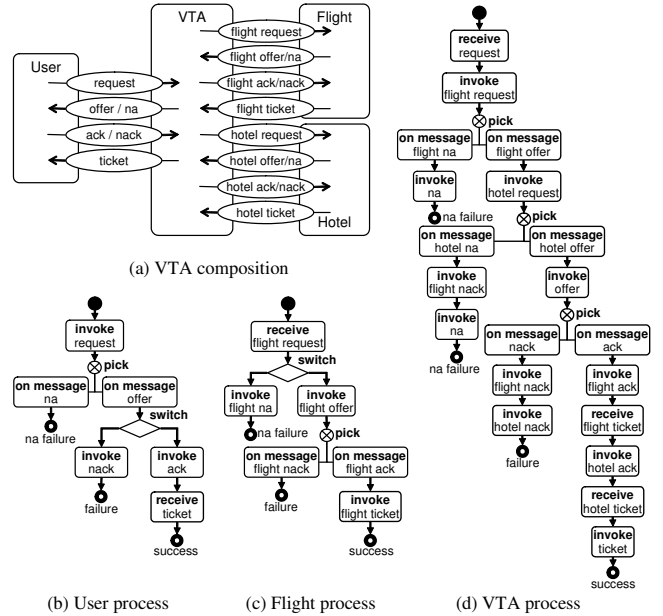 VTA
Flight
User
request
offer / na
ack / nack
ticket
flight request
flight offer/na
flight ack/nack
flight ticket
hotel request
hotel offer/na
hotel ack/nack
hotel ticket
Hotel
(a) VTA composition
invoke
request
pick
on message
na
on message
offer
na failure
switch
invoke
nack
invoke
ack
failure
receive
ticket
success
(b) User process
receive
flight request
switch
invoke
flight na
invoke
flight offer
na failure
pick
on message
flight nack
on message
flight ack
failure
invoke
flight ticket
success
(c) Flight process
receive
request
invoke
flight request
pick
on message
flight na
on message
flight offer
invoke
na
invoke
hotel request
na failure
pick
on message
hotel na
on message
hotel offer
invoke
flight nack
invoke
offer
invoke
na
pick
na failure
on message
nack
on message
ack
invoke
flight nack
invoke
flight ack
invoke
hotel nack
receive
flight ticket
failure
invoke
hotel ack
receive
hotel ticket
invoke
ticket
success
(d) VTA process